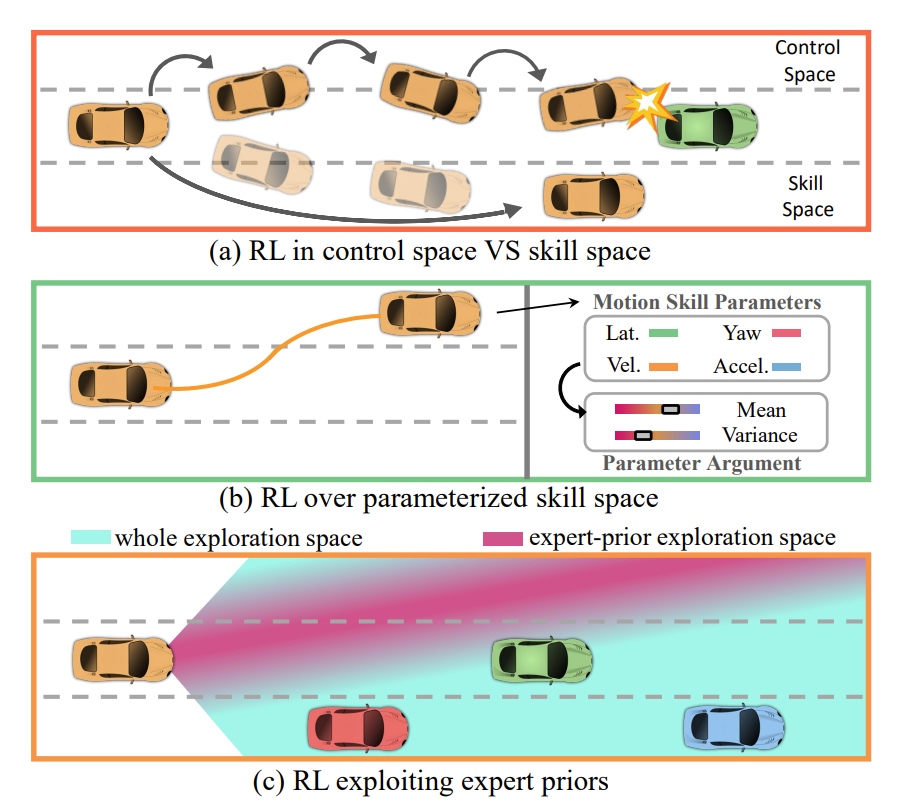 Control
Space
Skill
Space
(a) RL in control space VS skill space
Motion Skill Parameters
Lat. Yaw
Vel. Accel.
Mean
Variance
Parameter Argument
(b) RL over parameterized skill space
whole exploration space expert-prior exploration space
(c) RL exploiting expert priors